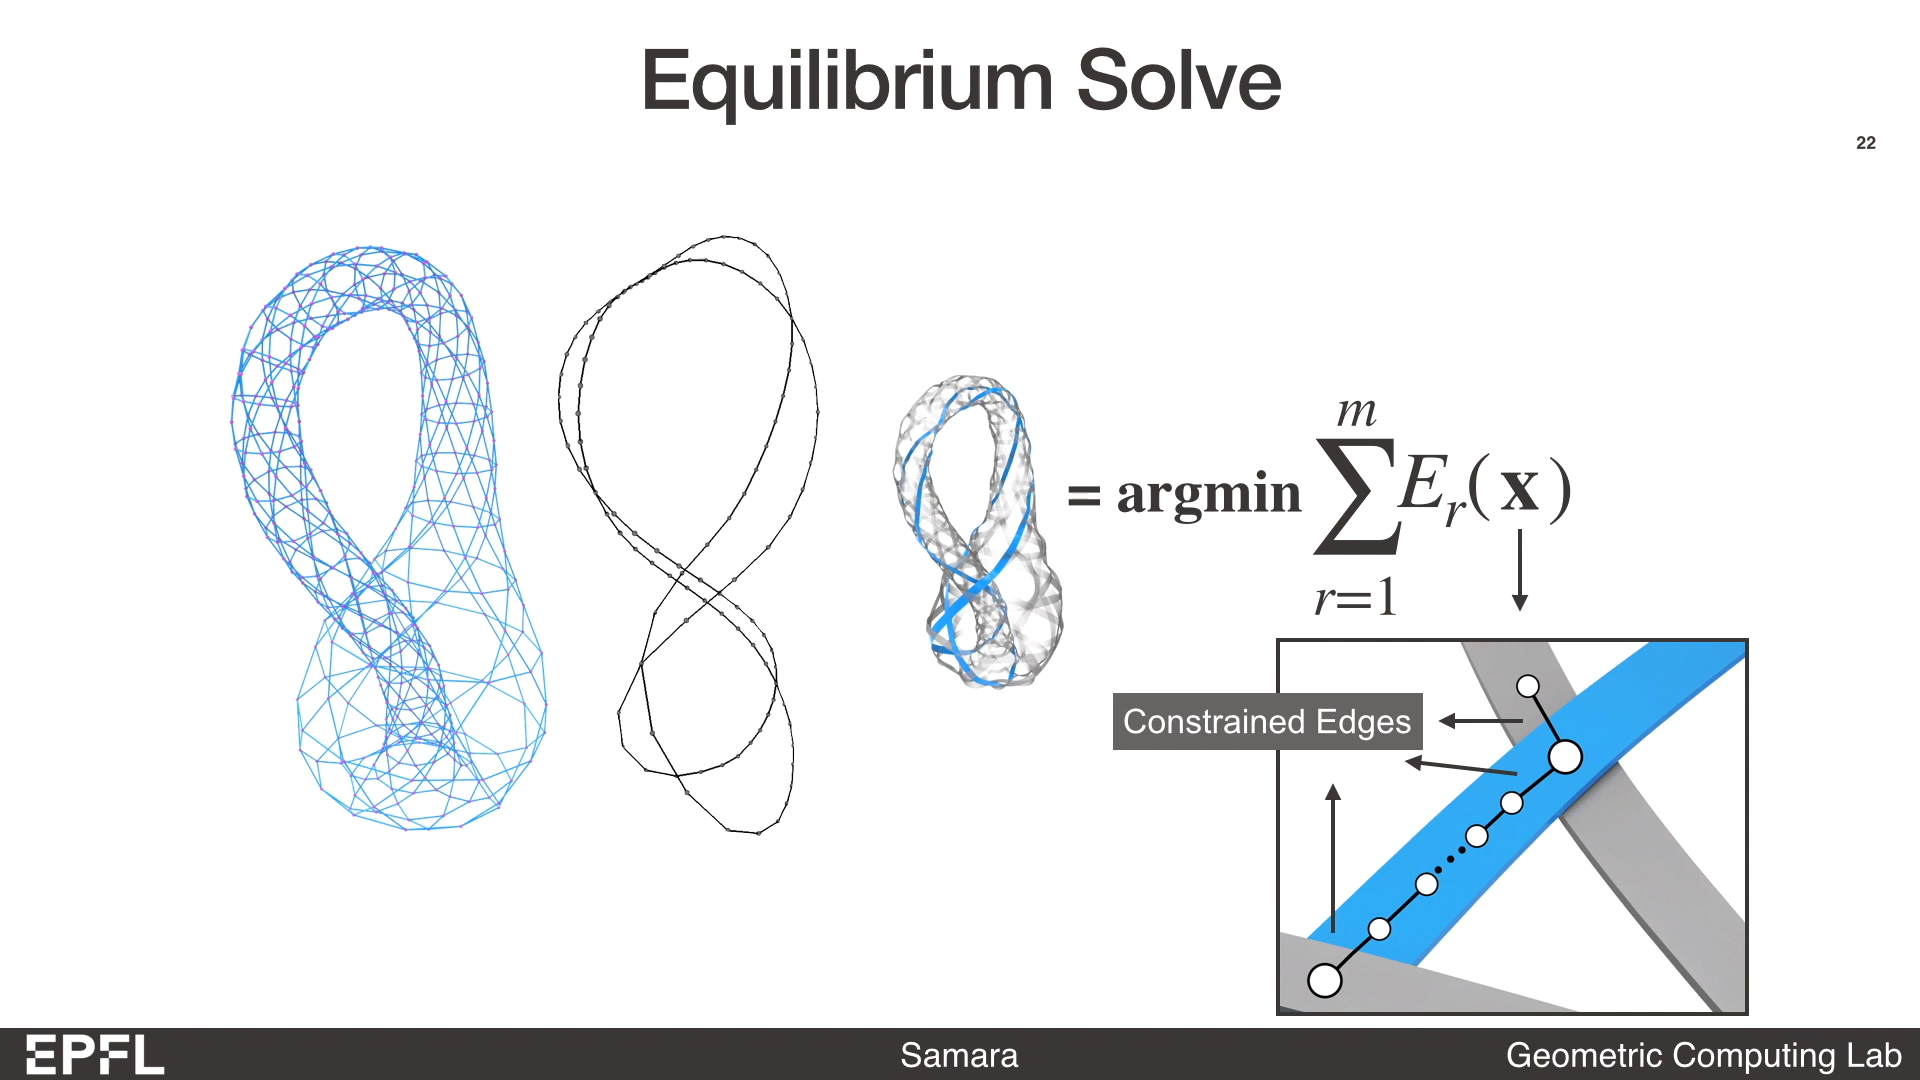 Equilibrium Solve
22
m
= argmin ∑ E_r( x )
r=1
Constrained Edges
EPFL
Samara
Geometric Computing Lab